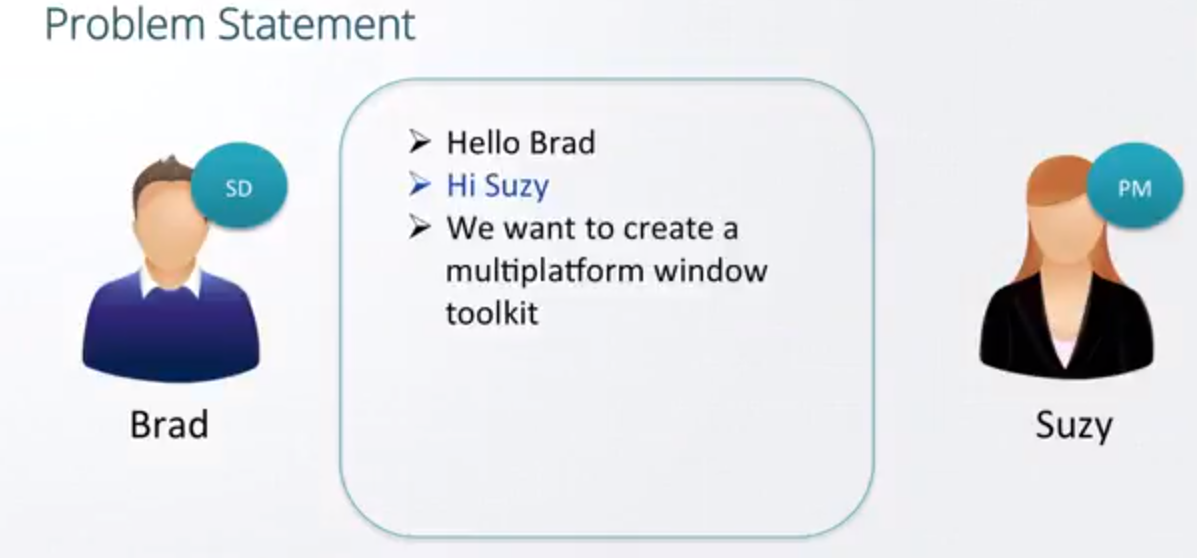 Problem Statement
➢ Hello Brad
➢ Hi Suzy
➢ We want to create a
multiplatform window
toolkit
SD
PM
Brad
Suzy